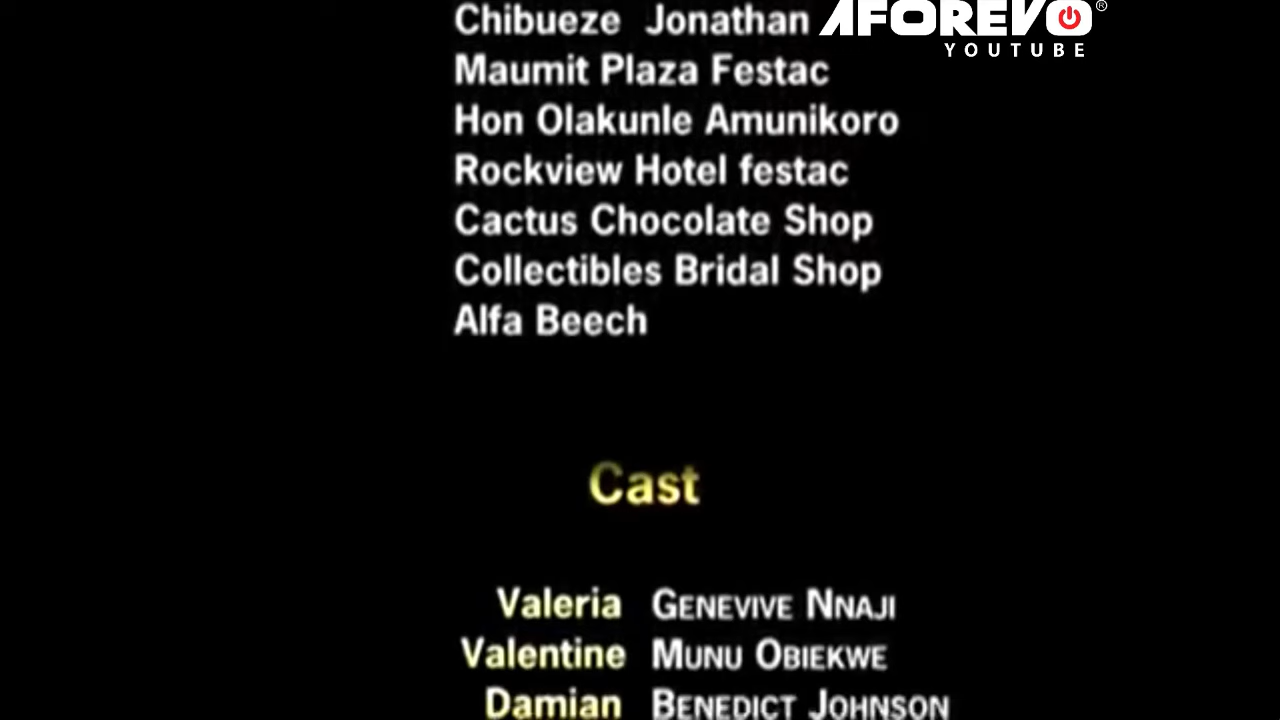 Chibueze Jonathan
AFOREVO®
YOUTUBE
Maumit Plaza Festac
Hon Olakunle Amunikoro
Rockview Hotel festac
Cactus Chocolate Shop
Collectibles Bridal Shop
Alfa Beech
Cast
Valeria GENEVIVE NNAJI
Valentine MUNU OBIEKWE
Damian BENEDICT JOHNSON